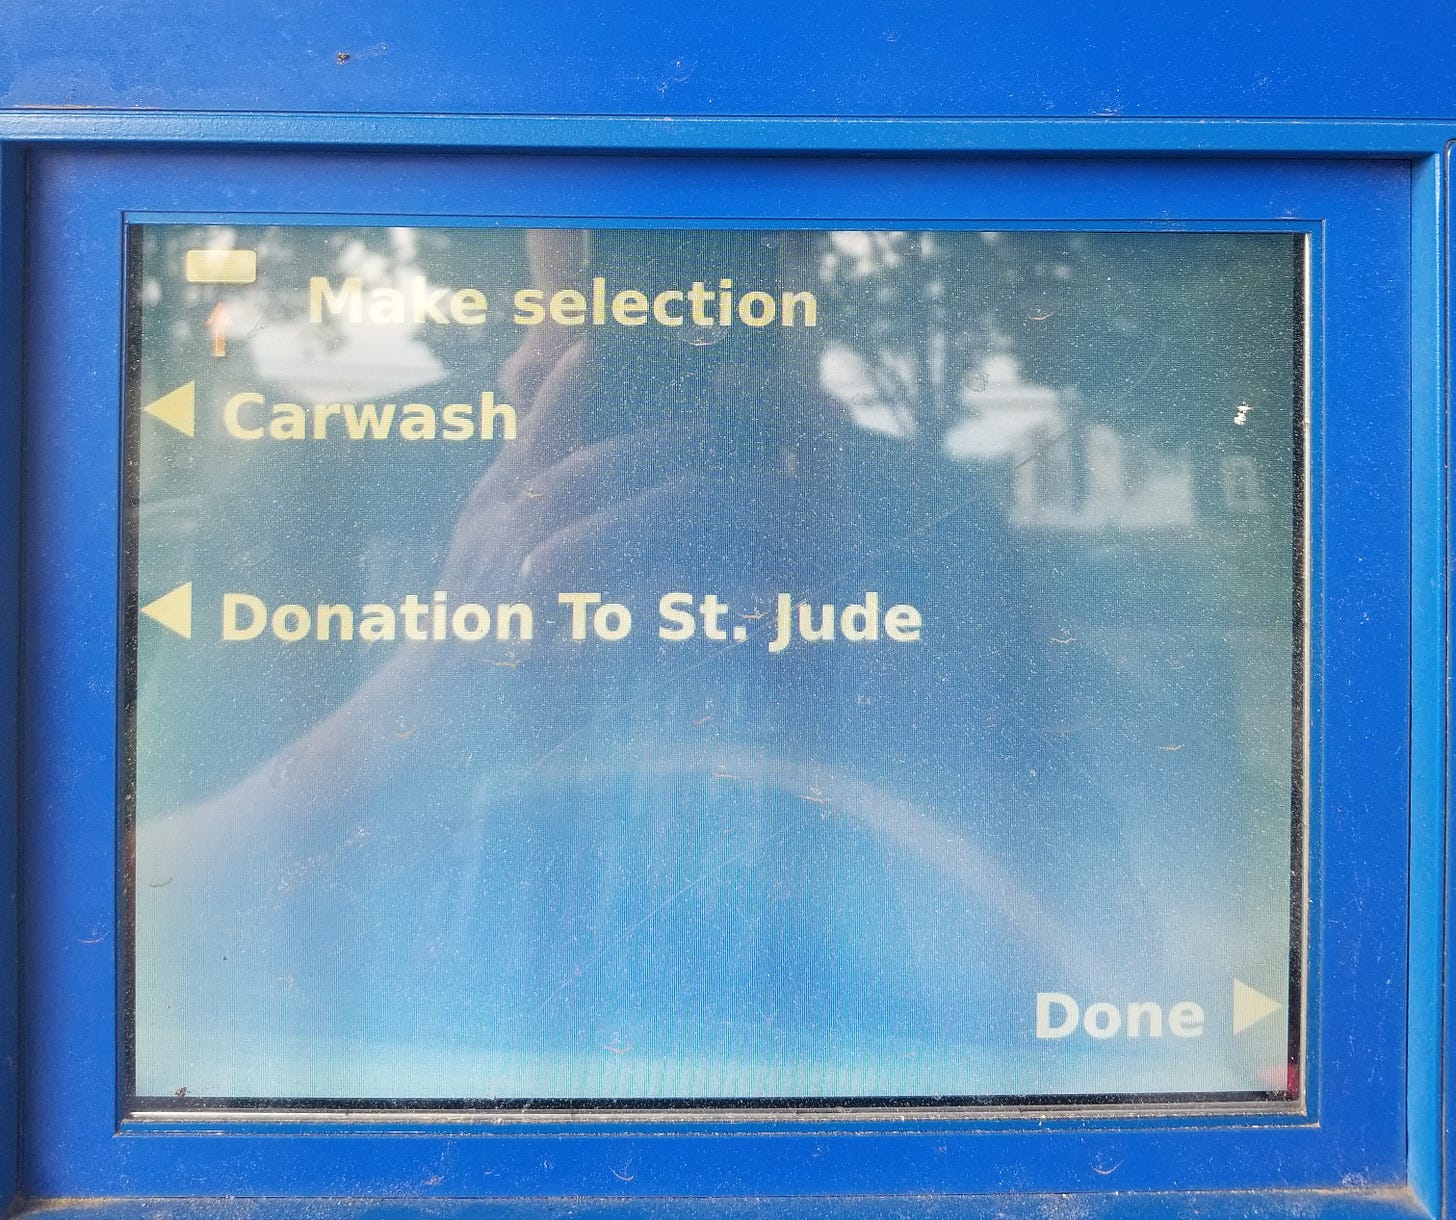 Make selection
Carwash
Donation To St. Jude
Done